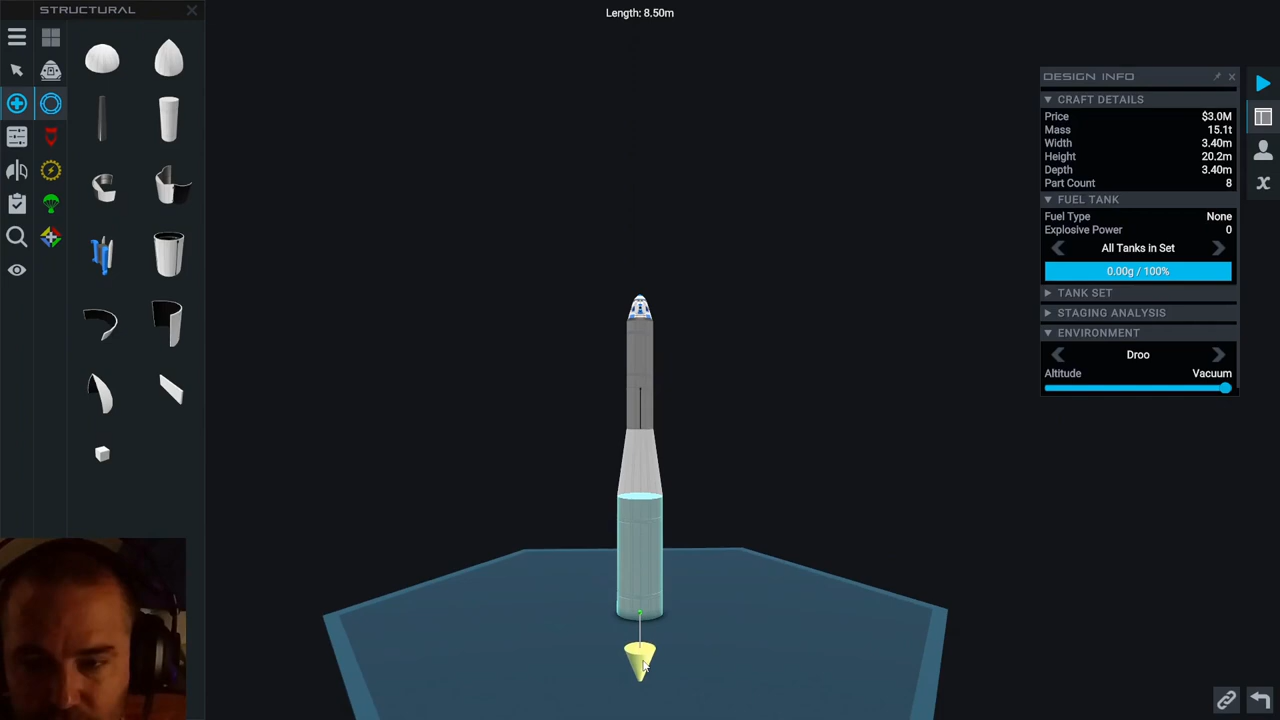 STRUCTURAL
Length: 8.50m
DESIGN INFO
CRAFT DETAILS
Price $3.0M
Mass 15.1t
Width 3.40m
Height 20.2m
Depth 3.40m
Part Count 8
FUEL TANK
Fuel Type None
Explosive Power 0
All Tanks in Set
0.00g / 100%
TANK SET
STAGING ANALYSIS
ENVIRONMENT
Droo
Altitude Vacuum